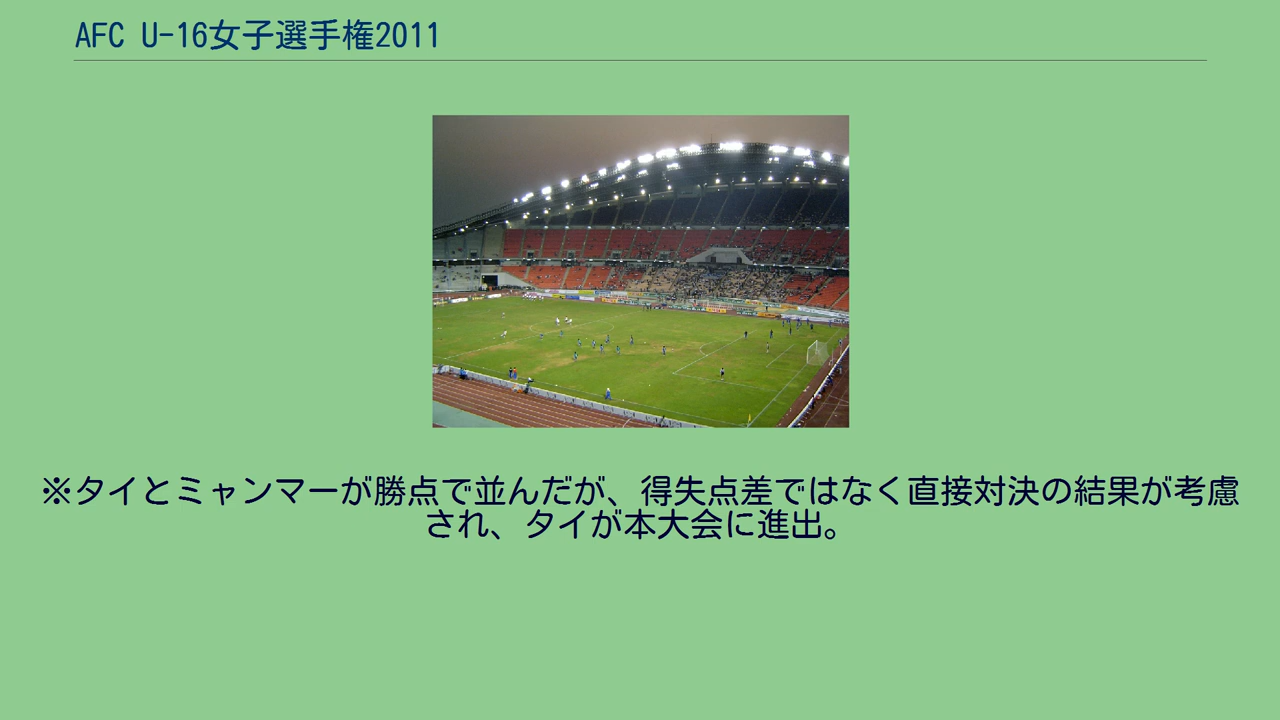 AFC U-16女子選手権2011
※タイとミャンマーが勝点で並んだが、得失点差ではなく直接対決の結果が考慮
され、タイが本大会に進出。